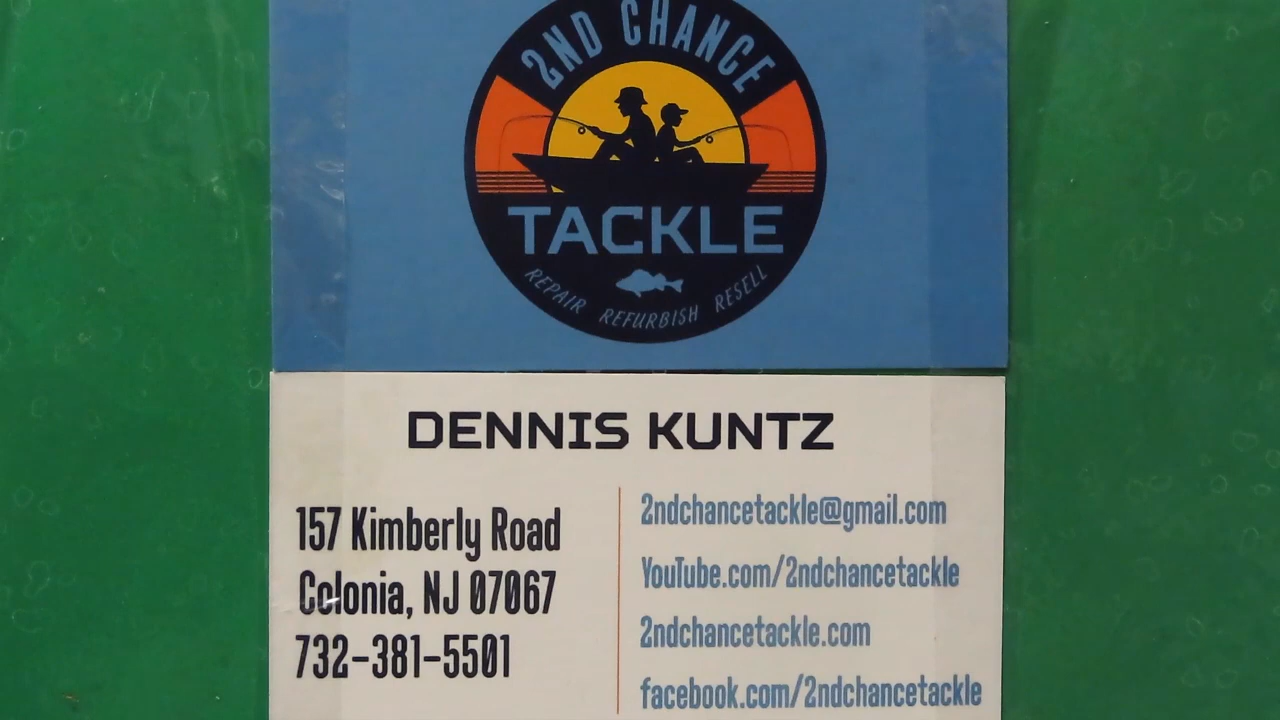 2ND CHANCE
TACKLE
REPAIR REFURBISH RESELL
DENNIS KUNTZ
157 Kimberly Road
Colonia, NJ 07067
732-381-5501
2ndchancetackle@gmail.com
YouTube.com/2ndchancetackle
2ndchancetackle.com
facebook.com/2ndchancetackle